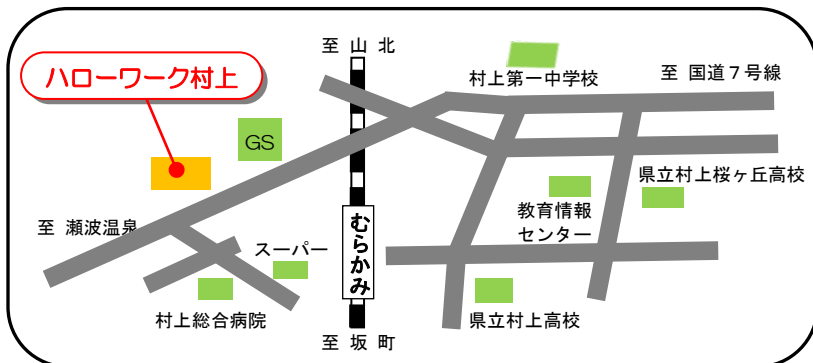 至 山 北
ハローワーク村上
村上第一中学校
至 国道７号線
GS
県立村上桜ヶ丘高校
教育情報
センター
至 瀬波温泉
むらかみ
スーパー
村上総合病院
県立村上高校
至 坂 町